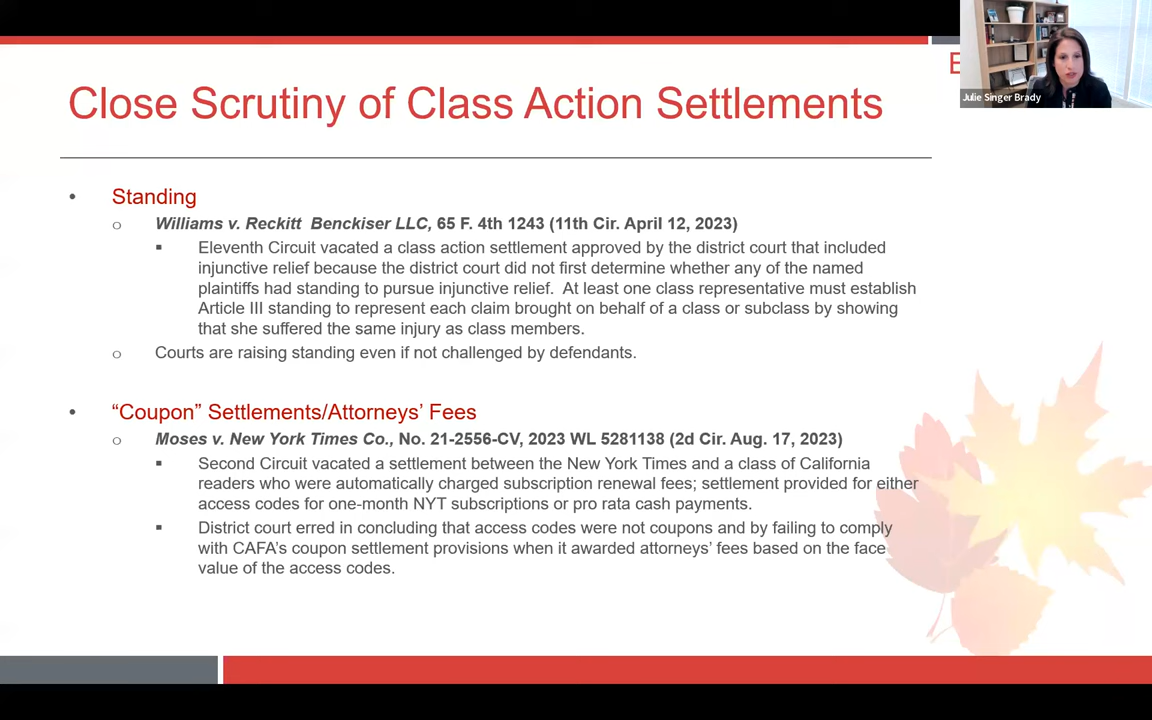 Close Scrutiny of Class Action Settlements
E
Julie Singer Brady
• Standing
o Williams v. Reckitt Benckiser LLC, 65 F. 4th 1243 (11th Cir. April 12, 2023)
▪ Eleventh Circuit vacated a class action settlement approved by the district court that included
injunctive relief because the district court did not first determine whether any of the named
plaintiffs had standing to pursue injunctive relief. At least one class representative must establish
Article III standing to represent each claim brought on behalf of a class or subclass by showing
that she suffered the same injury as class members.
o Courts are raising standing even if not challenged by defendants.
• “Coupon” Settlements/Attorneys’ Fees
o Moses v. New York Times Co., No. 21-2556-CV, 2023 WL 5281138 (2d Cir. Aug. 17, 2023)
▪ Second Circuit vacated a settlement between the New York Times and a class of California
readers who were automatically charged subscription renewal fees; settlement provided for either
access codes for one-month NYT subscriptions or pro rata cash payments.
▪ District court erred in concluding that access codes were not coupons and by failing to comply
with CAFA’s coupon settlement provisions when it awarded attorneys’ fees based on the face
value of the access codes.